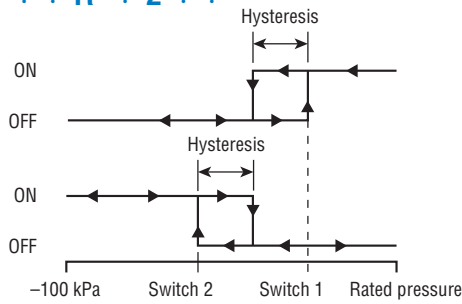 Hysteresis
ON
OFF
Hysteresis
ON
OFF
–100 kPa Switch 2 Switch 1 Rated pressure